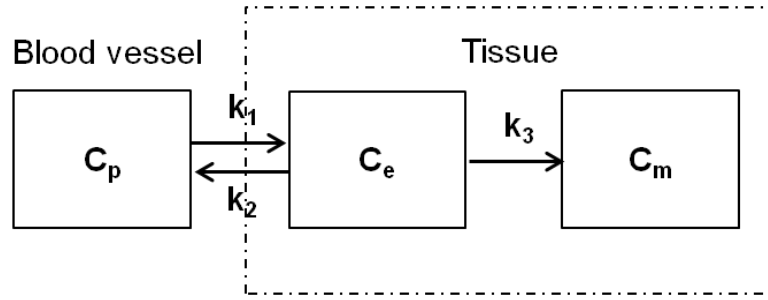 Blood vessel
Tissue
k1
k3
Cp
Ce
Cm
k2